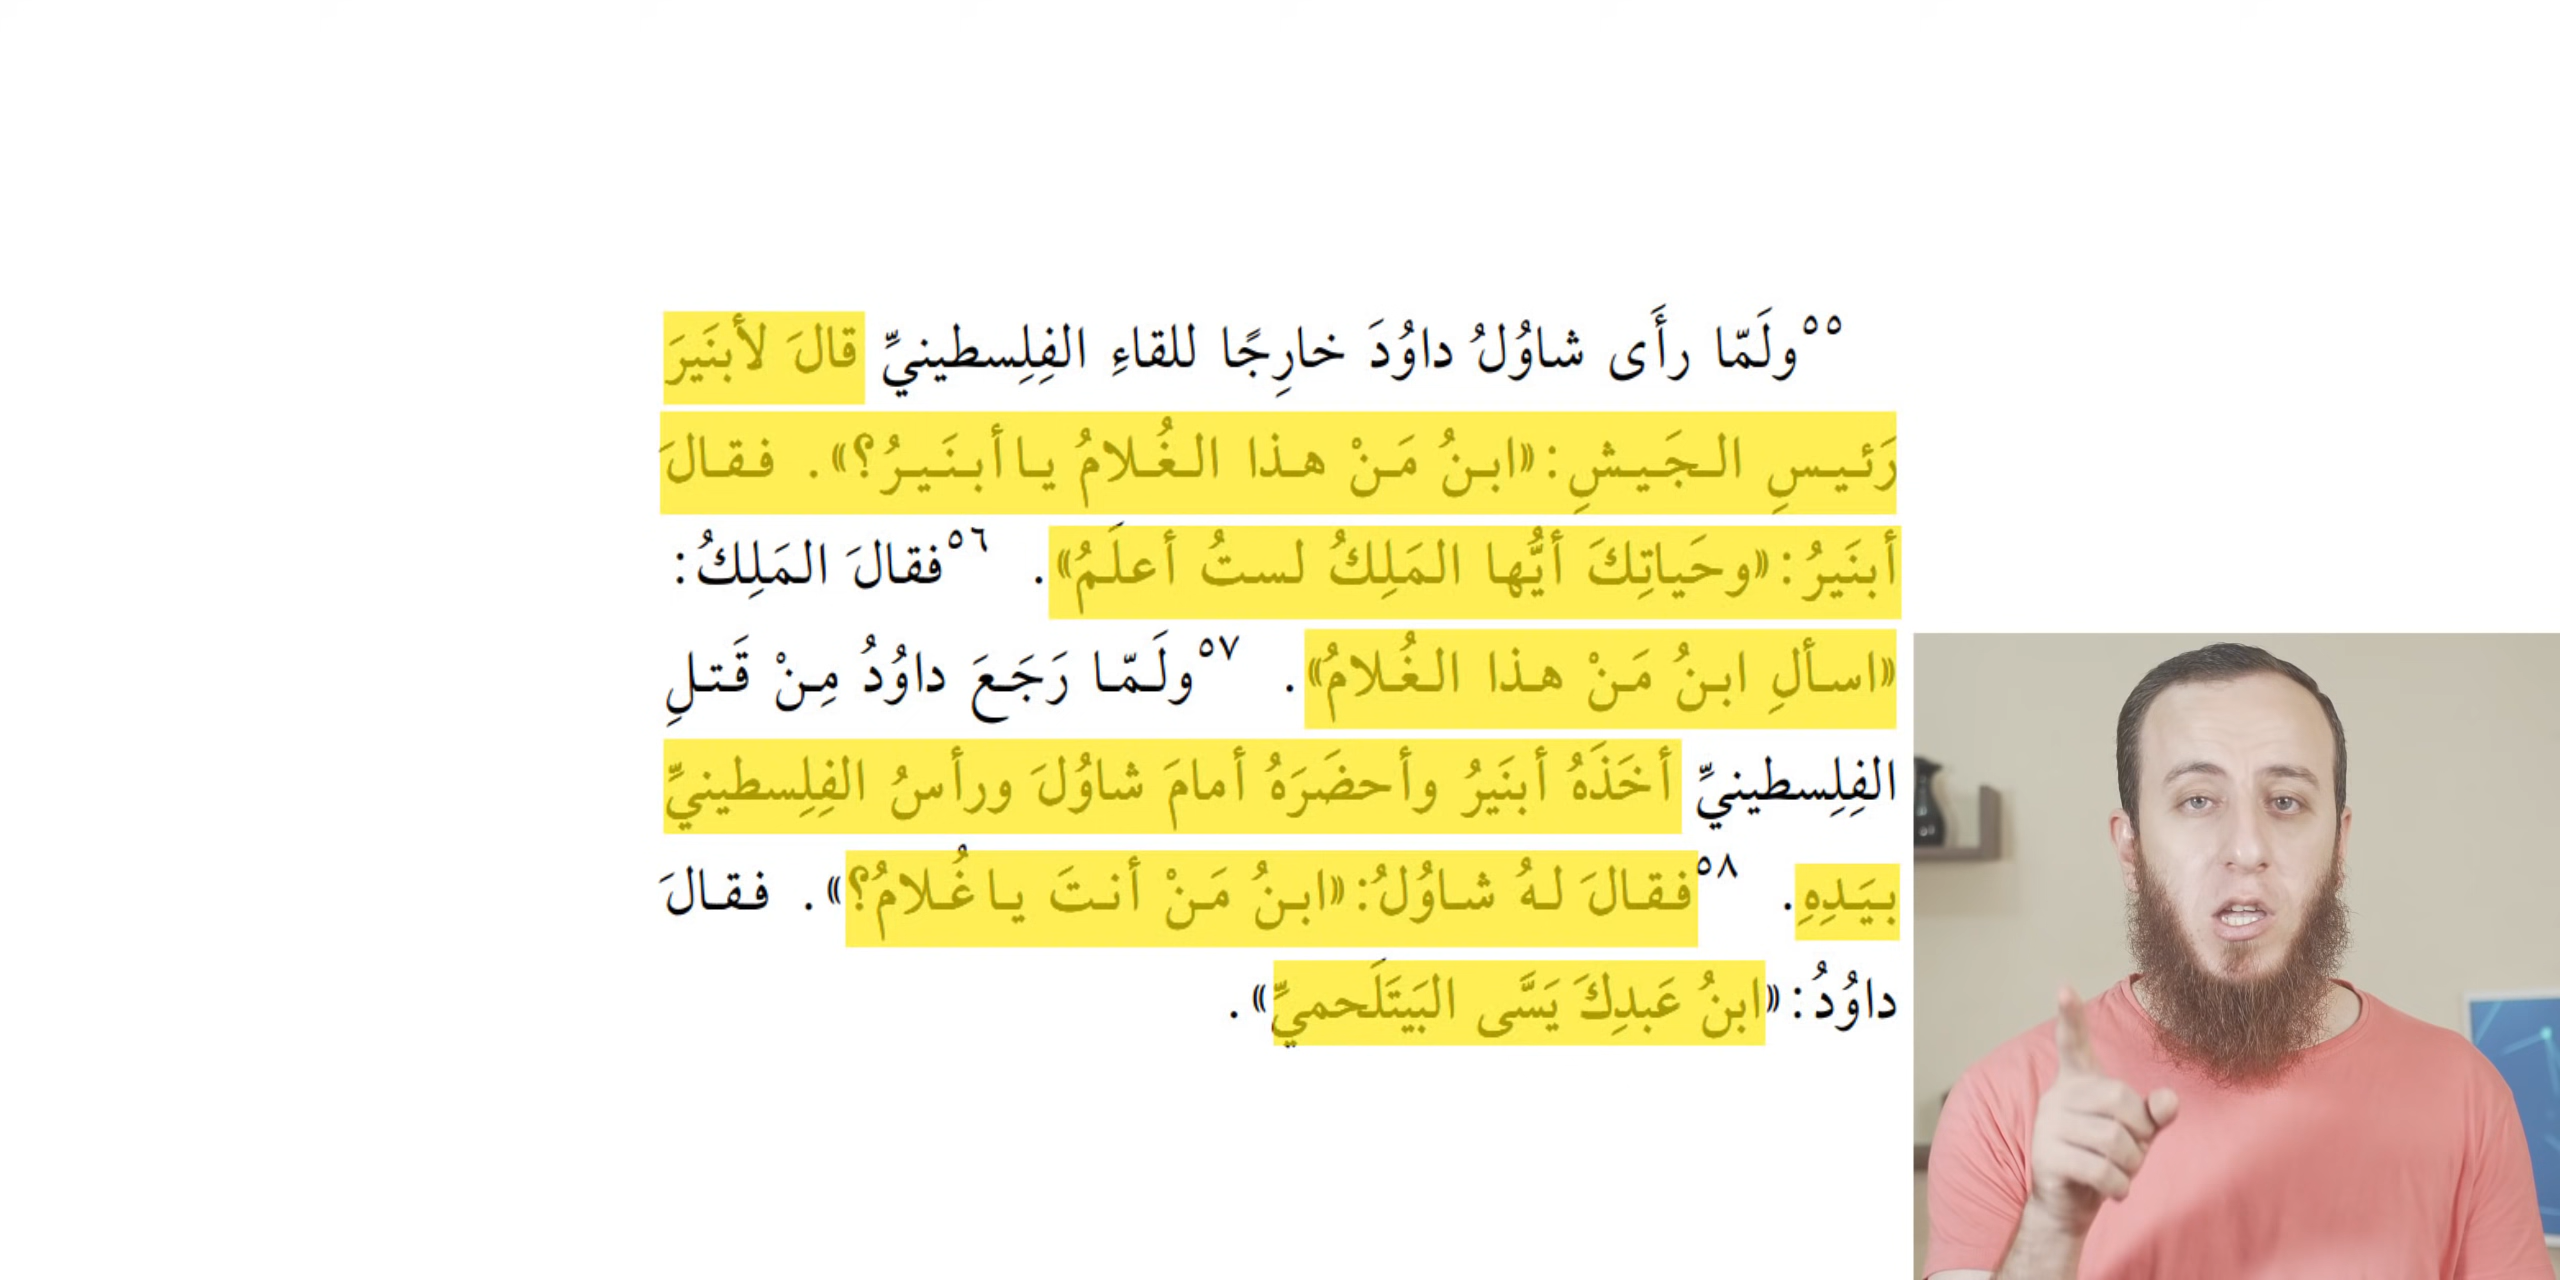 ⁵⁵ولَمّا رأَى شاوُلُ داوُدَ خارِجًا للقاءِ الفِلِسطينيِّ قالَ لأبنَيرَ
رَئيسِ الجَيشِ: «ابنُ مَنْ هذا الغُلامُ يا أبنَيرُ؟». فقالَ
أبنَيرُ: «وحَياتِكَ أيُّها المَلِكُ لستُ أعلَمُ». ٥٦فقالَ المَلِكُ:
«اسألِ ابنُ مَنْ هذا الغُلامُ». ٥٧ولَمّا رَجَعَ داوُدُ مِنْ قَتلِ
الفِلِسطينيِّ أخَذَهُ أبنَيرُ وأحضَرَهُ أمامَ شاوُلَ ورأسُ الفِلِسطينيِّ
بيَدِهِ. ٥٨فقالَ لهُ شاوُلُ: «ابنُ مَنْ أنتَ يا غُلامُ؟». فقالَ
داوُدُ: «ابنُ عَبدِكَ يَسَّى البَيتَلَحميِّ».